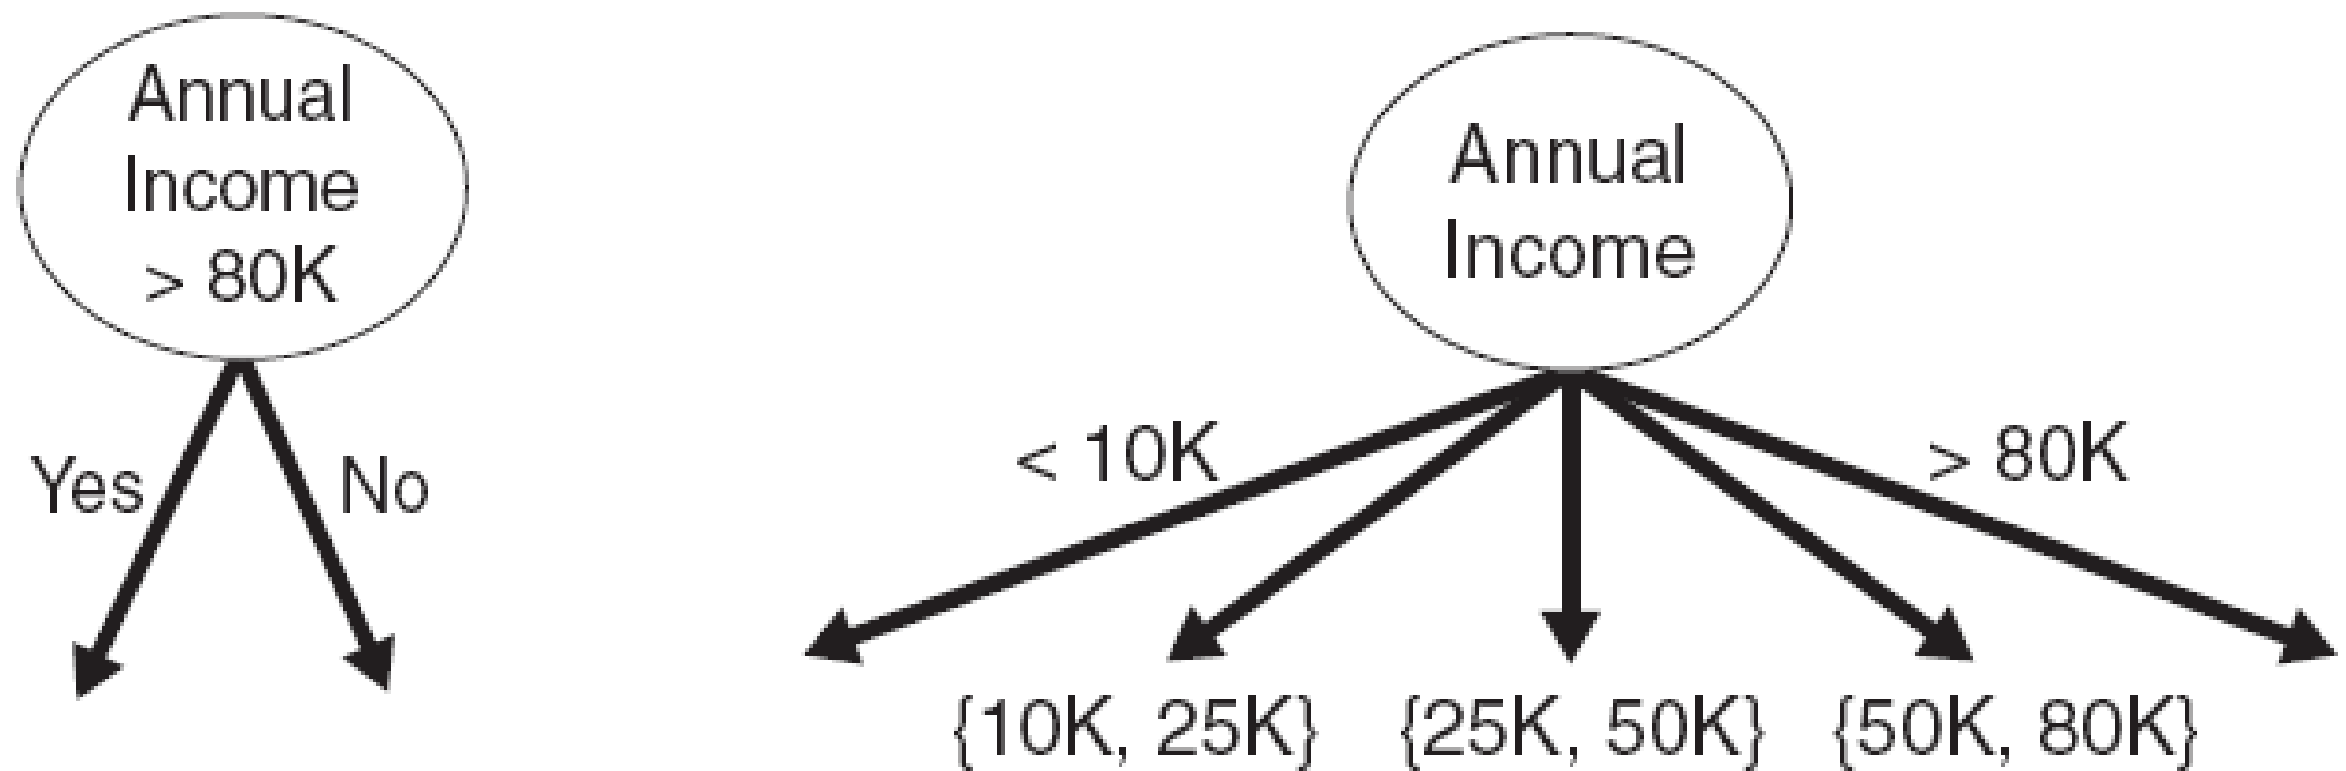 Annual
Income
> 80K
Yes
No
Annual
Income
< 10K
> 80K
{10K, 25K}
{25K, 50K}
{50K, 80K}